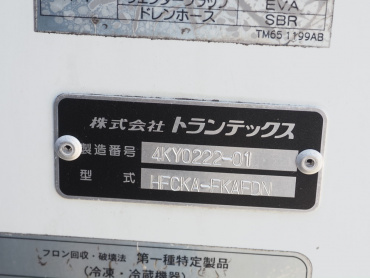 ドレンホース SBR
EVA
TM65 1199AB
株式会社 トランテックス
製造番号 4KY0222-01
型式 HFCKA-FKAFDN
フロン回収・破壊法 第一種特定製品
(冷凍・冷蔵機器)